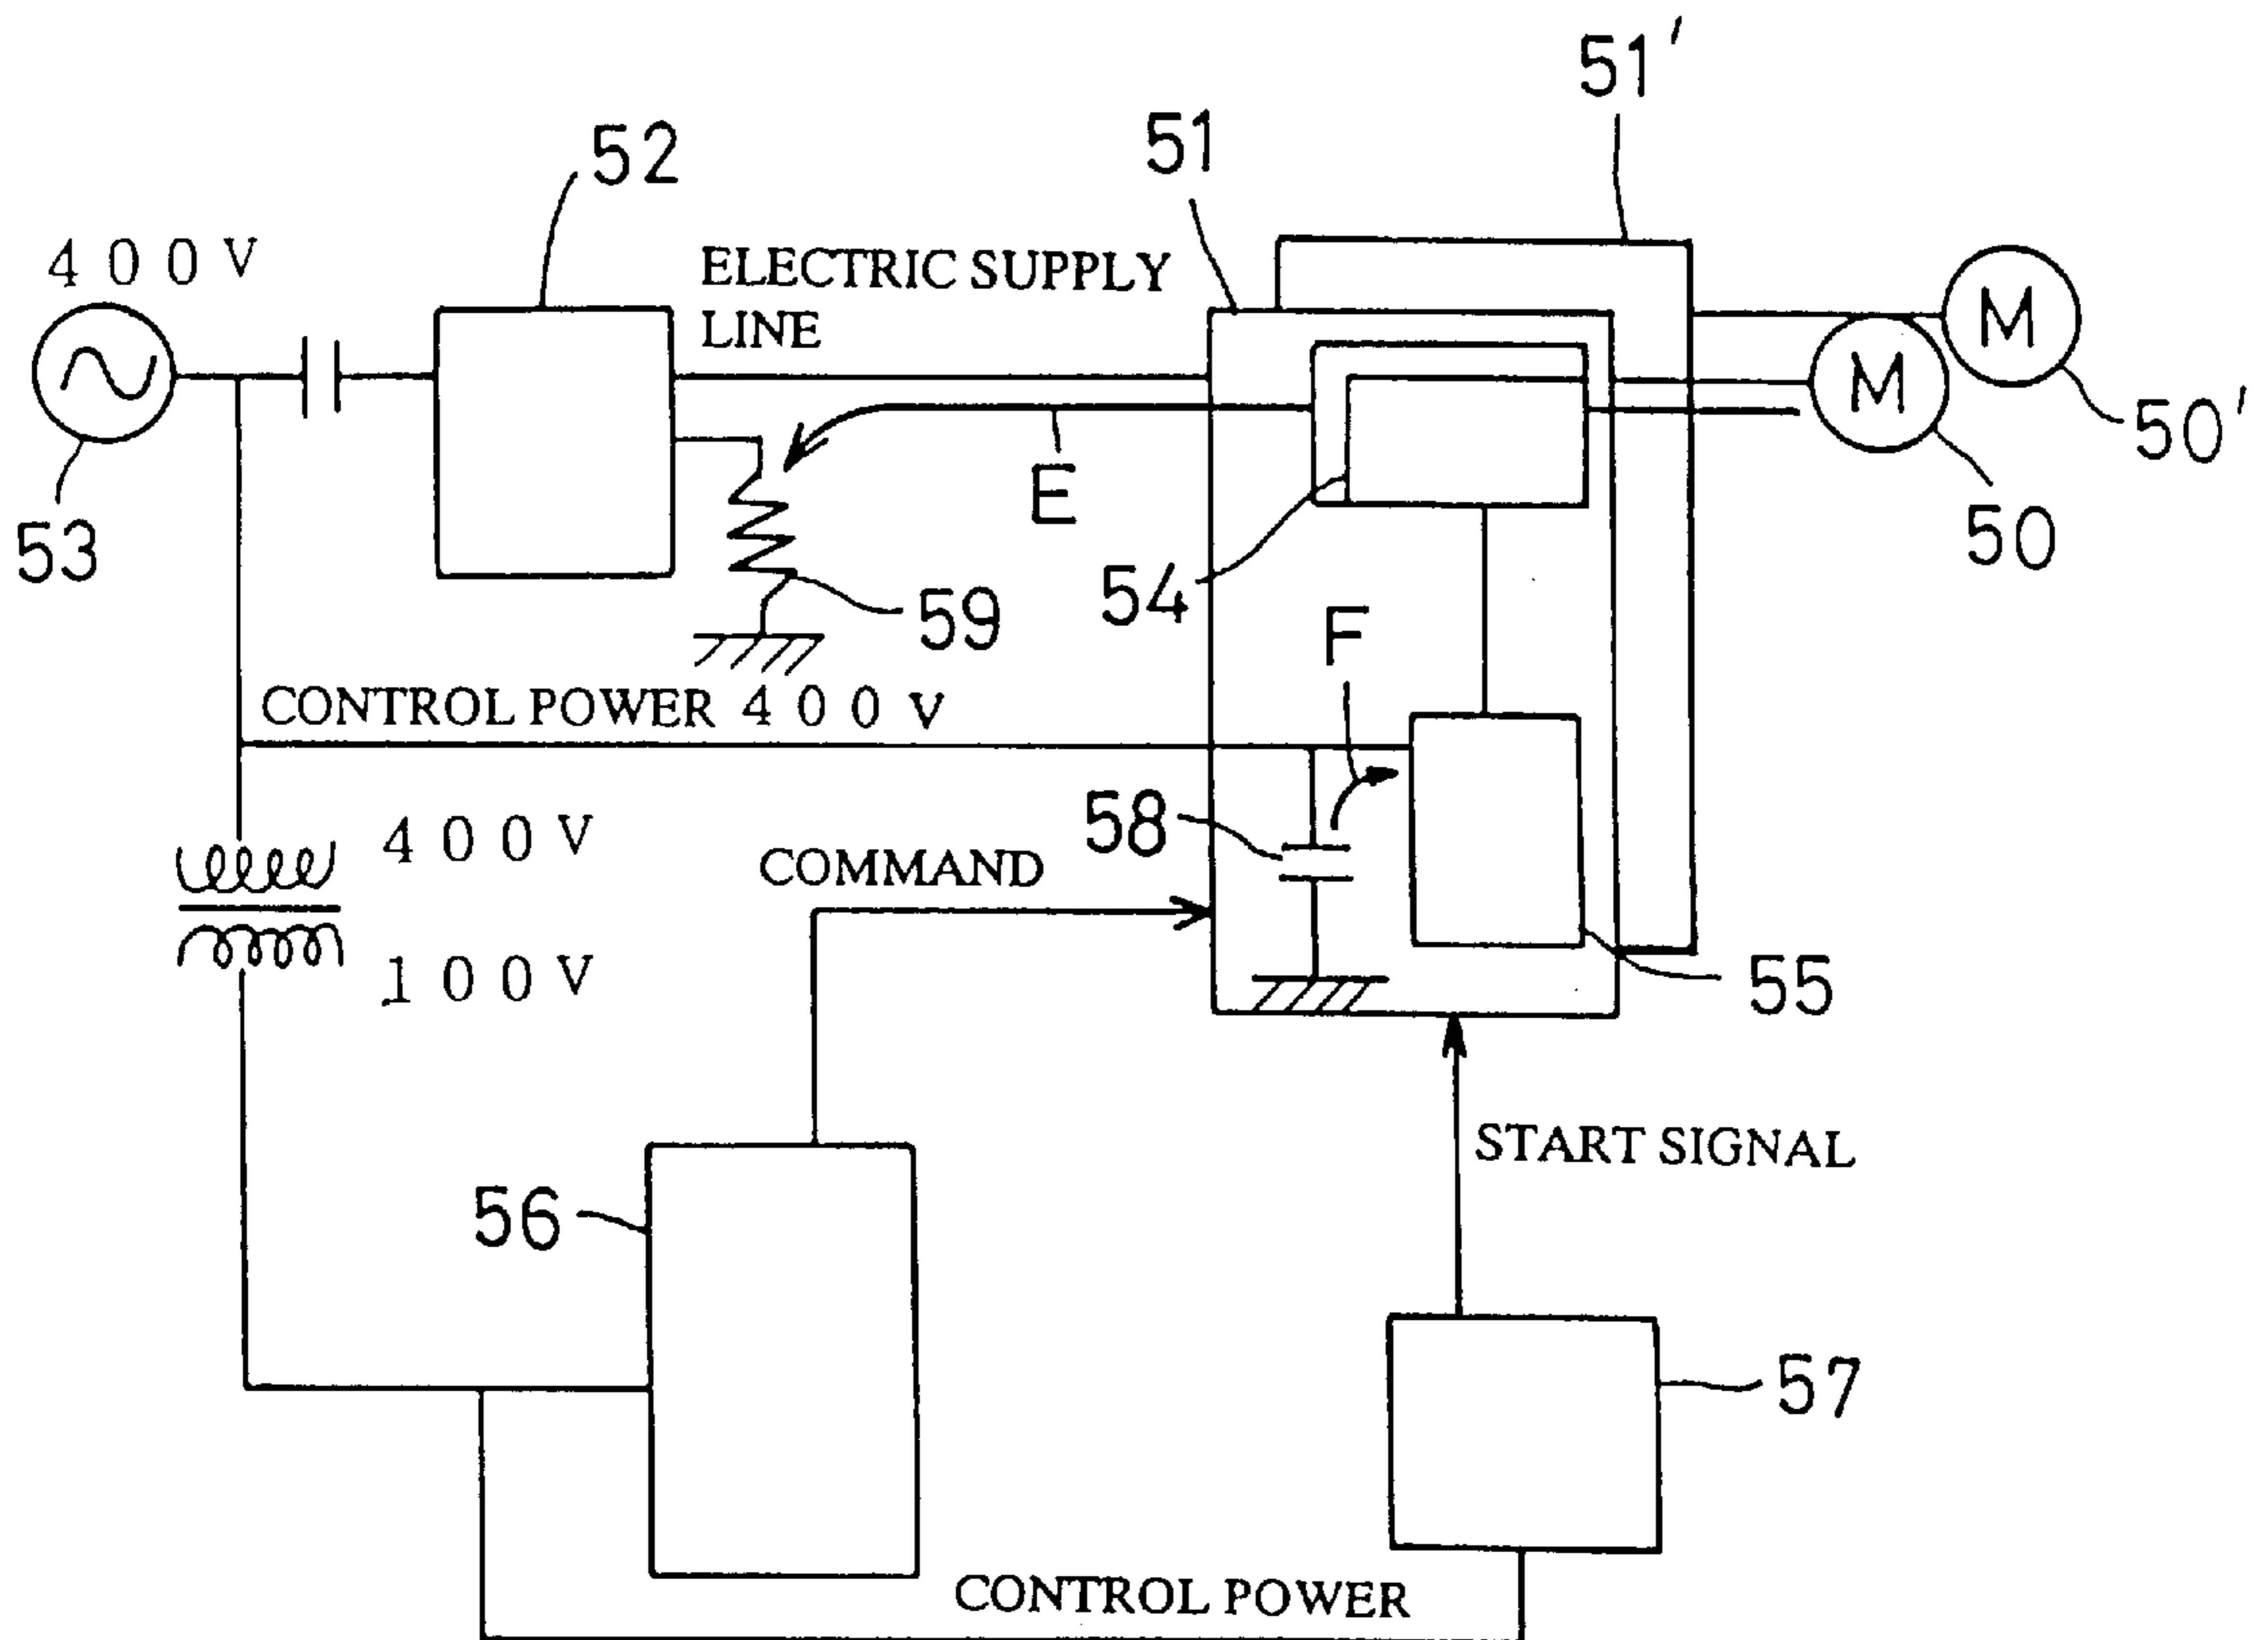 51'
51
52
400V
ELECTRIC SUPPLY
LINE
M
M
50'
E
50
53
54
59
F
CONTROL POWER 400V
58
400V
COMMAND
100V
55
START SIGNAL
56
57
CONTROL POWER